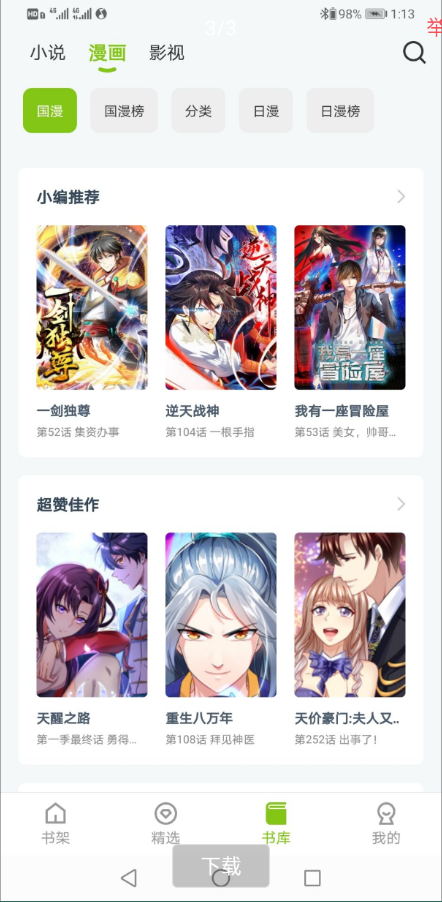 HD 4G 4G 98% 1:13
3/3
举
小说 漫画 影视
国漫 国漫榜 分类 日漫 日漫榜
小编推荐
一剑独尊
逆天战神
我有一座
冒险屋
一剑独尊 逆天战神 我有一座冒险屋
第52话 集资办事 第104话 一根手指 第53话 美女，帅哥...
超赞佳作
天醒之路 重生八万年 天价豪门:夫人又..
第一季最终话 勇得... 第108话 拜见神医 第252话 出事了!
书架 精选 书库 我的
下载